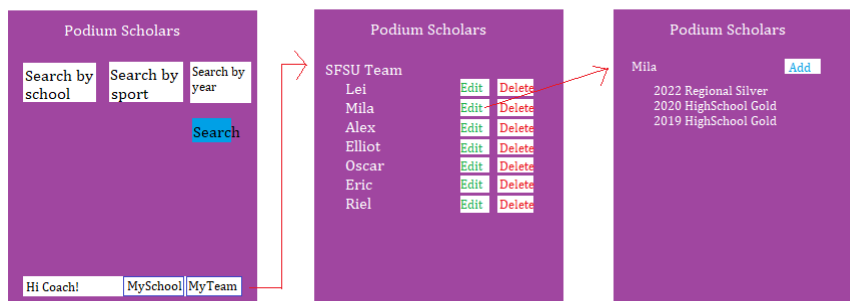 Podium Scholars
Search by school
Search by sport
Search by year
Search
Hi Coach!
MySchool
MyTeam
Podium Scholars
SFSU Team
Lei Edit Delete
Mila Edit Delete
Alex Edit Delete
Elliot Edit Delete
Oscar Edit Delete
Eric Edit Delete
Riel Edit Delete
Podium Scholars
Mila Add
2022 Regional Silver
2020 HighSchool Gold
2019 HighSchool Gold